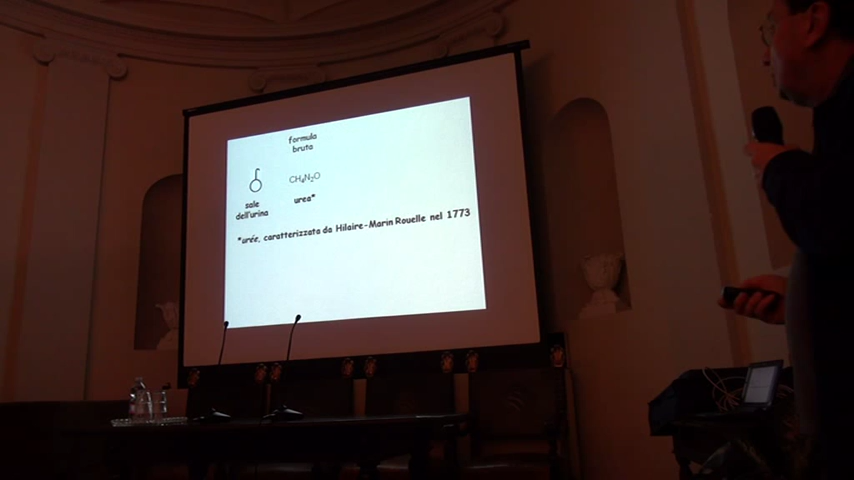 formula
bruta
CH₄N₂O
sale
dell'urina
urea*
*urée, caratterizzata da Hilaire-Marin Rouelle nel 1773